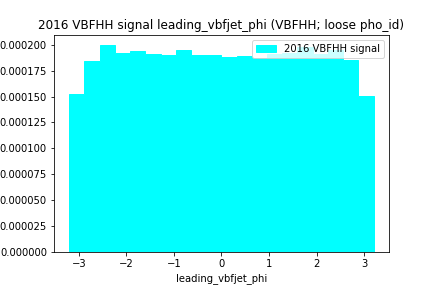 2016 VBFHH signal leading_vbfjet_phi (VBFHH; loose pho_id)
2016 VBFHH signal
0.000200
0.000175
0.000150
0.000125
0.000100
0.000075
0.000050
0.000025
0.000000
−3 −2 −1 0 1 2 3
leading_vbfjet_phi